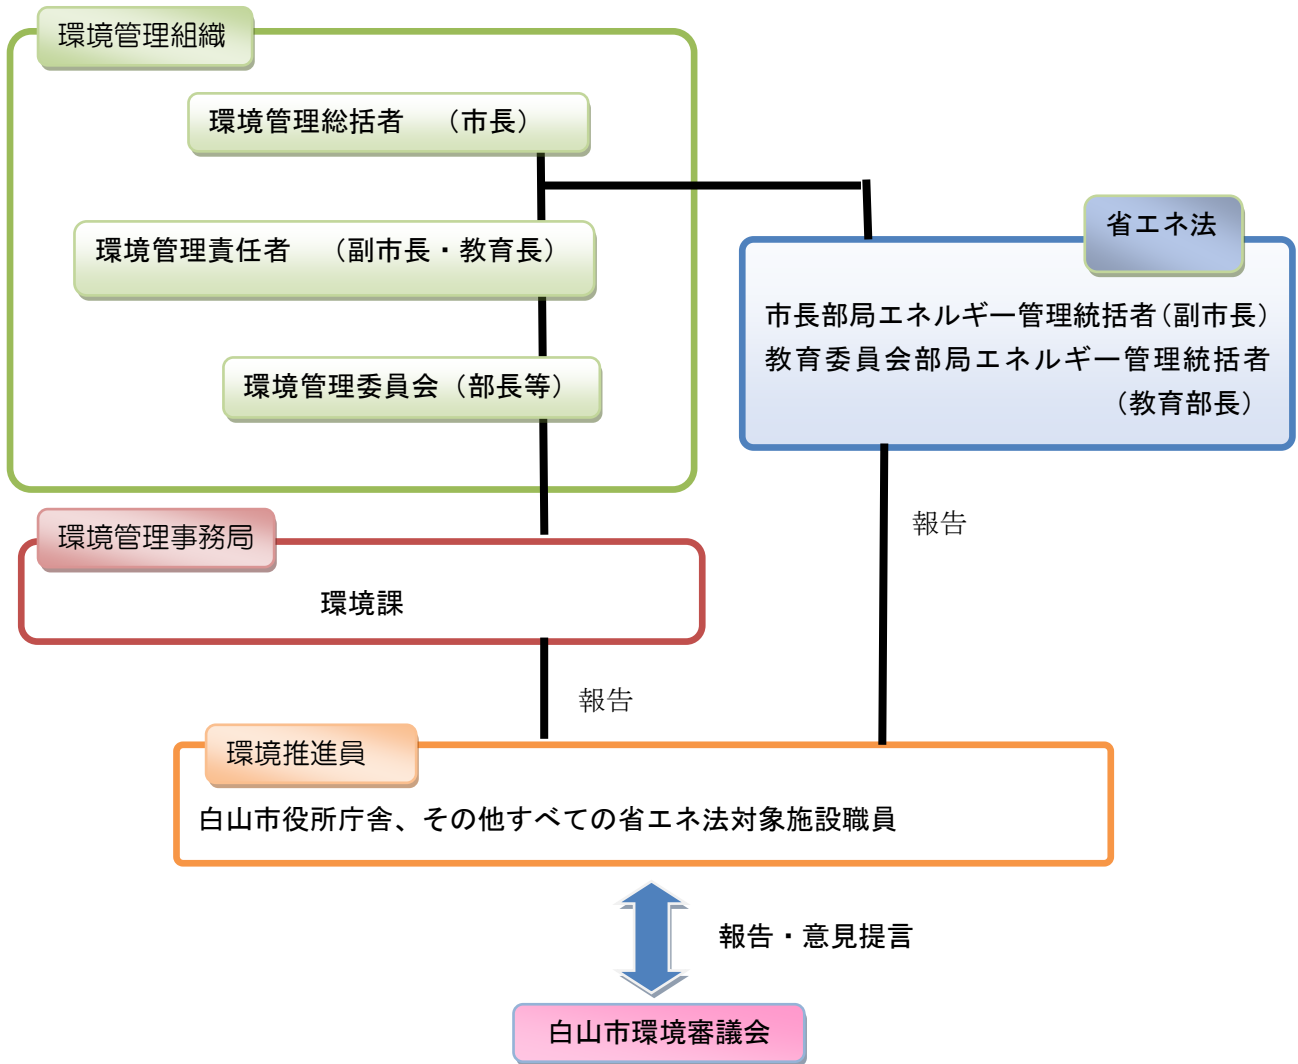 環境管理組織
環境管理総括者　（市長）
環境管理責任者　（副市長・教育長）
環境管理委員会（部長等）
省エネ法
市長部局エネルギー管理統括者（副市長）
教育委員会部局エネルギー管理統括者
（教育部長）
環境管理事務局
環境課
報告
報告
環境推進員
白山市役所庁舎、その他すべての省エネ法対象施設職員
報告・意見提言
白山市環境審議会